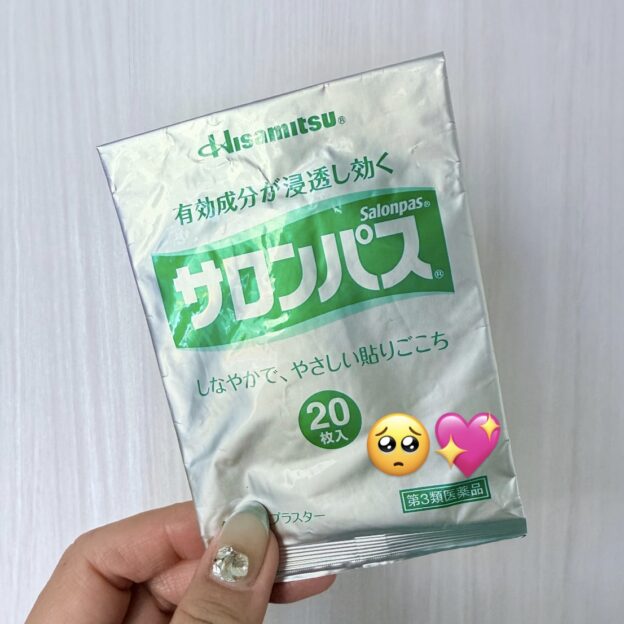 Hisamitsu®
有効成分が浸透し効く
Salonpas®
サロンパス®
しなやかで、やさしい貼りごこち
20
枚入
第3類医薬品
プラスター